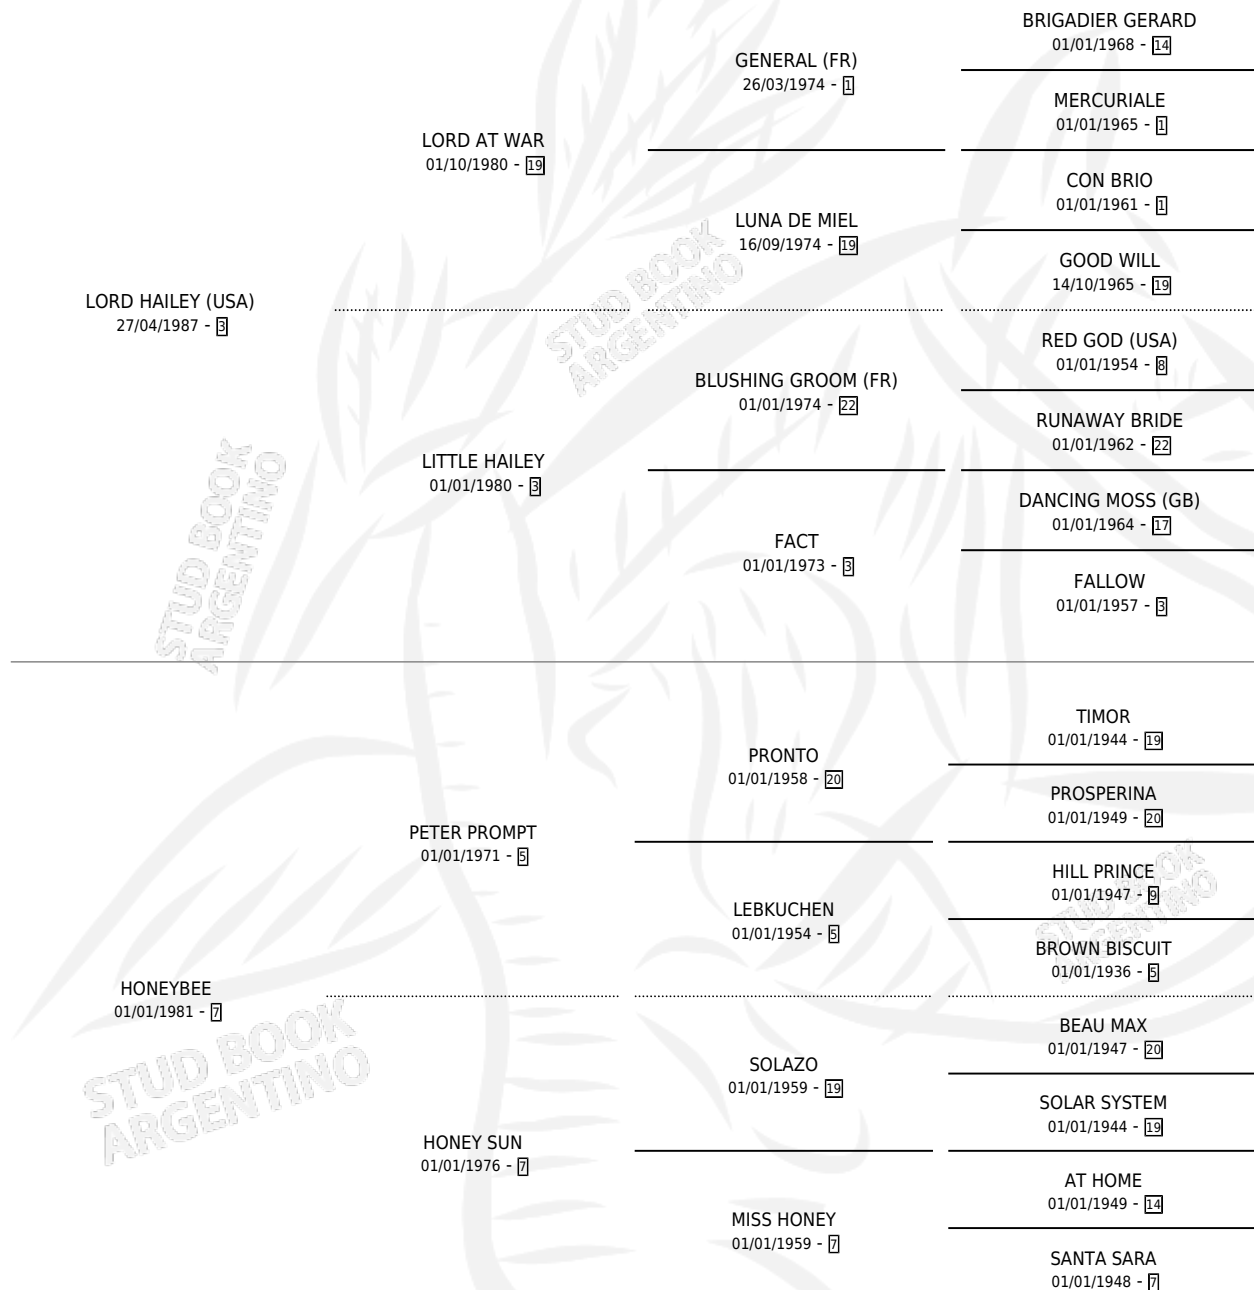 BRIGADIER GERARD
01/01/1968 - 14
GENERAL (FR)
26/03/1974 - 1
MERCURIALE
01/01/1965 - 1
LORD AT WAR
01/10/1980 - 19
CON BRIO
01/01/1961 - 1
LUNA DE MIEL
16/09/1974 - 19
GOOD WILL
14/10/1965 - 19
LORD HAILEY (USA)
27/04/1987 - 3
RED GOD (USA)
01/01/1954 - 8
BLUSHING GROOM (FR)
01/01/1974 - 22
RUNAWAY BRIDE
01/01/1962 - 22
LITTLE HAILEY
01/01/1980 - 3
DANCING MOSS (GB)
01/01/1964 - 17
FACT
01/01/1973 - 3
FALLOW
01/01/1957 - 3
TIMOR
01/01/1944 - 19
PRONTO
01/01/1958 - 20
PROSPERINA
01/01/1949 - 20
PETER PROMPT
01/01/1971 - 5
HILL PRINCE
01/01/1947 - 9
LEBKUCHEN
01/01/1954 - 5
BROWN BISCUIT
01/01/1936 - 5
HONEYBEE
01/01/1981 - 7
BEAU MAX
01/01/1947 - 20
SOLAZO
01/01/1959 - 19
SOLAR SYSTEM
01/01/1944 - 19
HONEY SUN
01/01/1976 - 7
AT HOME
01/01/1949 - 14
MISS HONEY
01/01/1959 - 7
SANTA SARA
01/01/1948 - 7
STUD BOOK
ARGENTINO
STUD BOOK
ARGENTINO
STUD BOOK
ARGENTINO
STUD BOOK
ARGENTINO